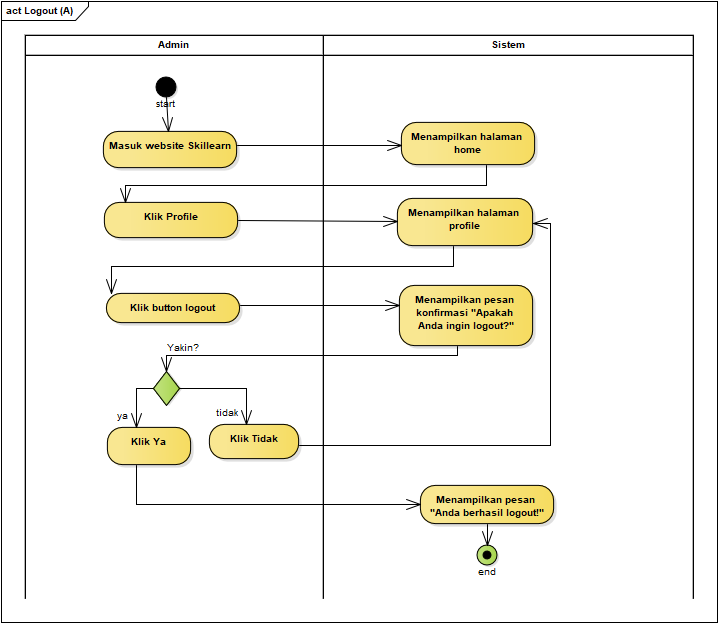 act Logout (A)
Admin
Sistem
start
Masuk website Skillearn
Menampilkan halaman
home
Klik Profile
Menampilkan halaman
profile
Klik button logout
Menampilkan pesan
konfirmasi "Apakah
Anda ingin logout?"
Yakin?
ya
tidak
Klik Ya
Klik Tidak
Menampilkan pesan
"Anda berhasil logout!"
end